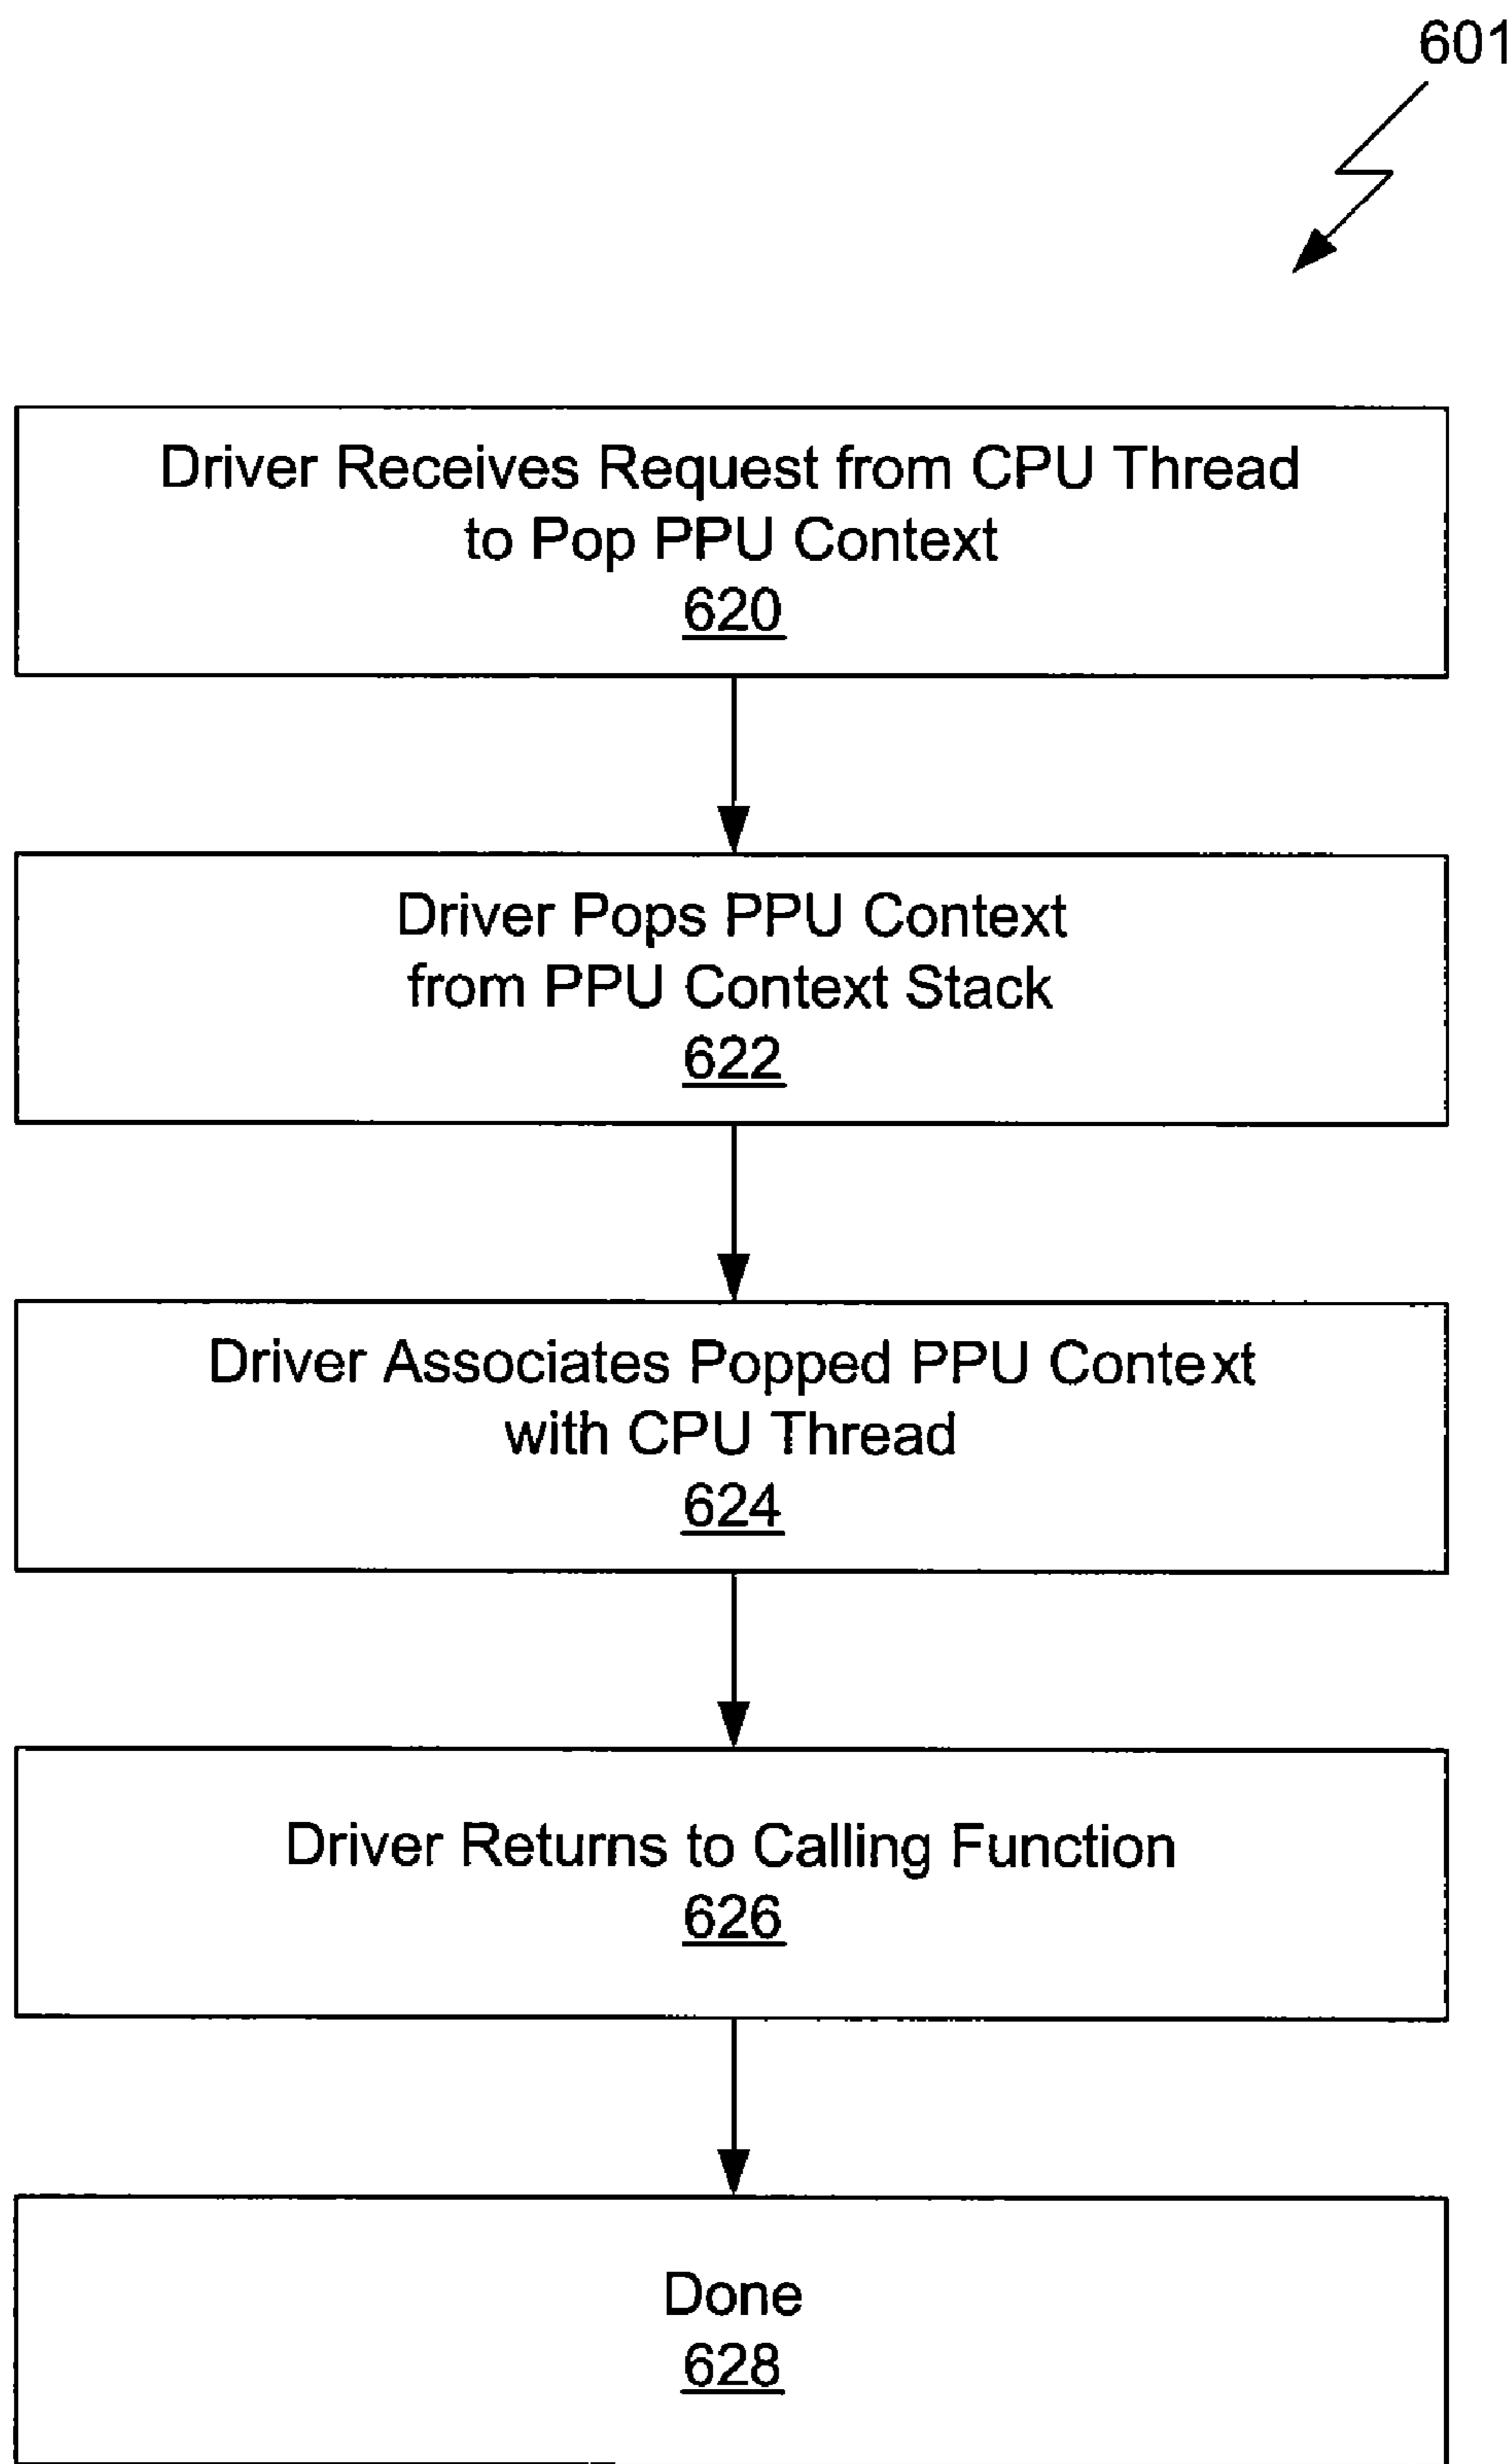 601
Driver Receives Request from CPU Thread
to Pop PPU Context
620
Driver Pops PPU Context
from PPU Context Stack
622
Driver Associates Popped PPU Context
with CPU Thread
624
Driver Returns to Calling Function
626
Done
628